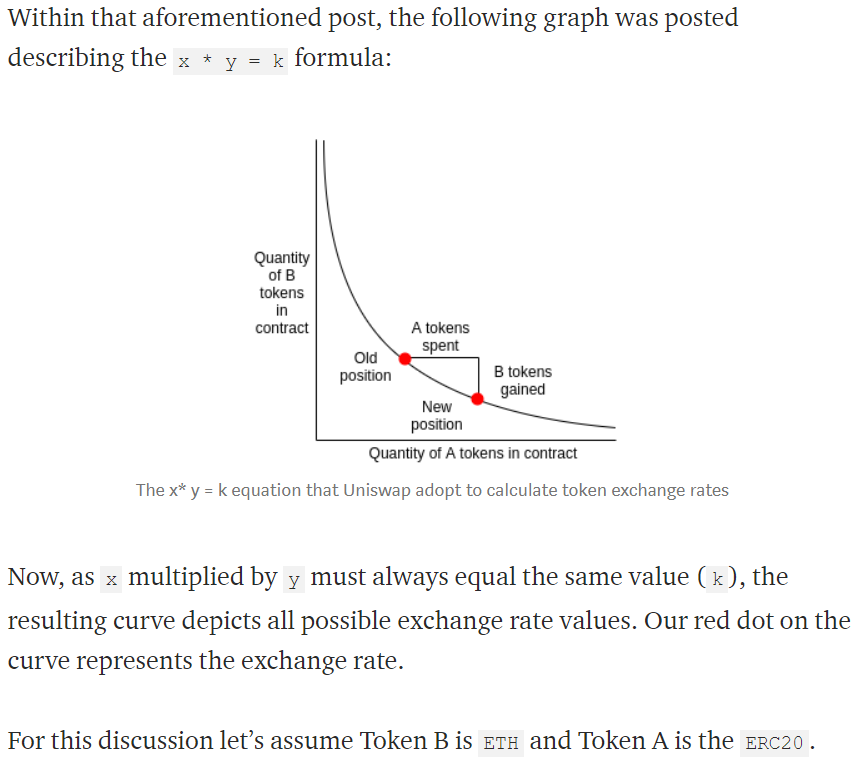 Within that aforementioned post, the following graph was posted
describing the x * y = k formula:
Quantity
of B
tokens
in
contract
A tokens
spent
Old
position
B tokens
gained
New
position
Quantity of A tokens in contract
The x* y = k equation that Uniswap adopt to calculate token exchange rates
Now, as x multiplied by y must always equal the same value ( k ), the
resulting curve depicts all possible exchange rate values. Our red dot on the
curve represents the exchange rate.
For this discussion let’s assume Token B is ETH and Token A is the ERC20 .